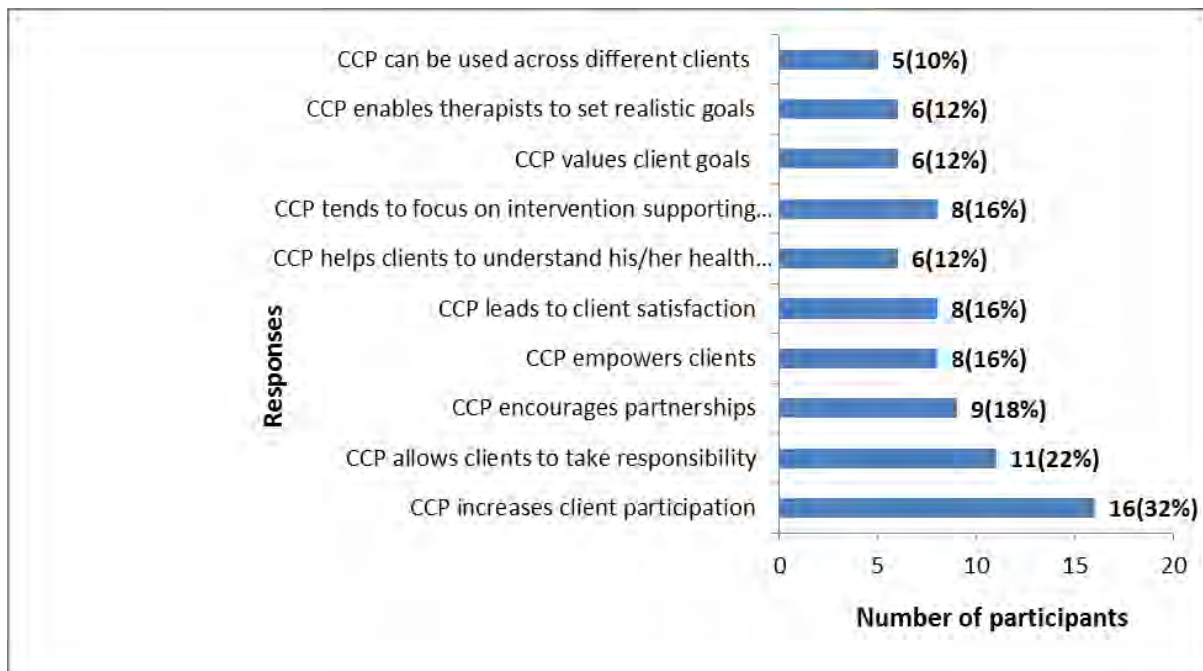 CCP can be used across different clients 5(10%)
CCP enables therapists to set realistic goals 6(12%)
CCP values client goals 6(12%)
CCP tends to focus on intervention supporting... 8(16%)
CCP helps clients to understand his/her health... 6(12%)
CCP leads to client satisfaction 8(16%)
CCP empowers clients 8(16%)
CCP encourages partnerships 9(18%)
CCP allows clients to take responsibility 11(22%)
CCP increases client participation 16(32%)
Responses
0 5 10 15 20
Number of participants